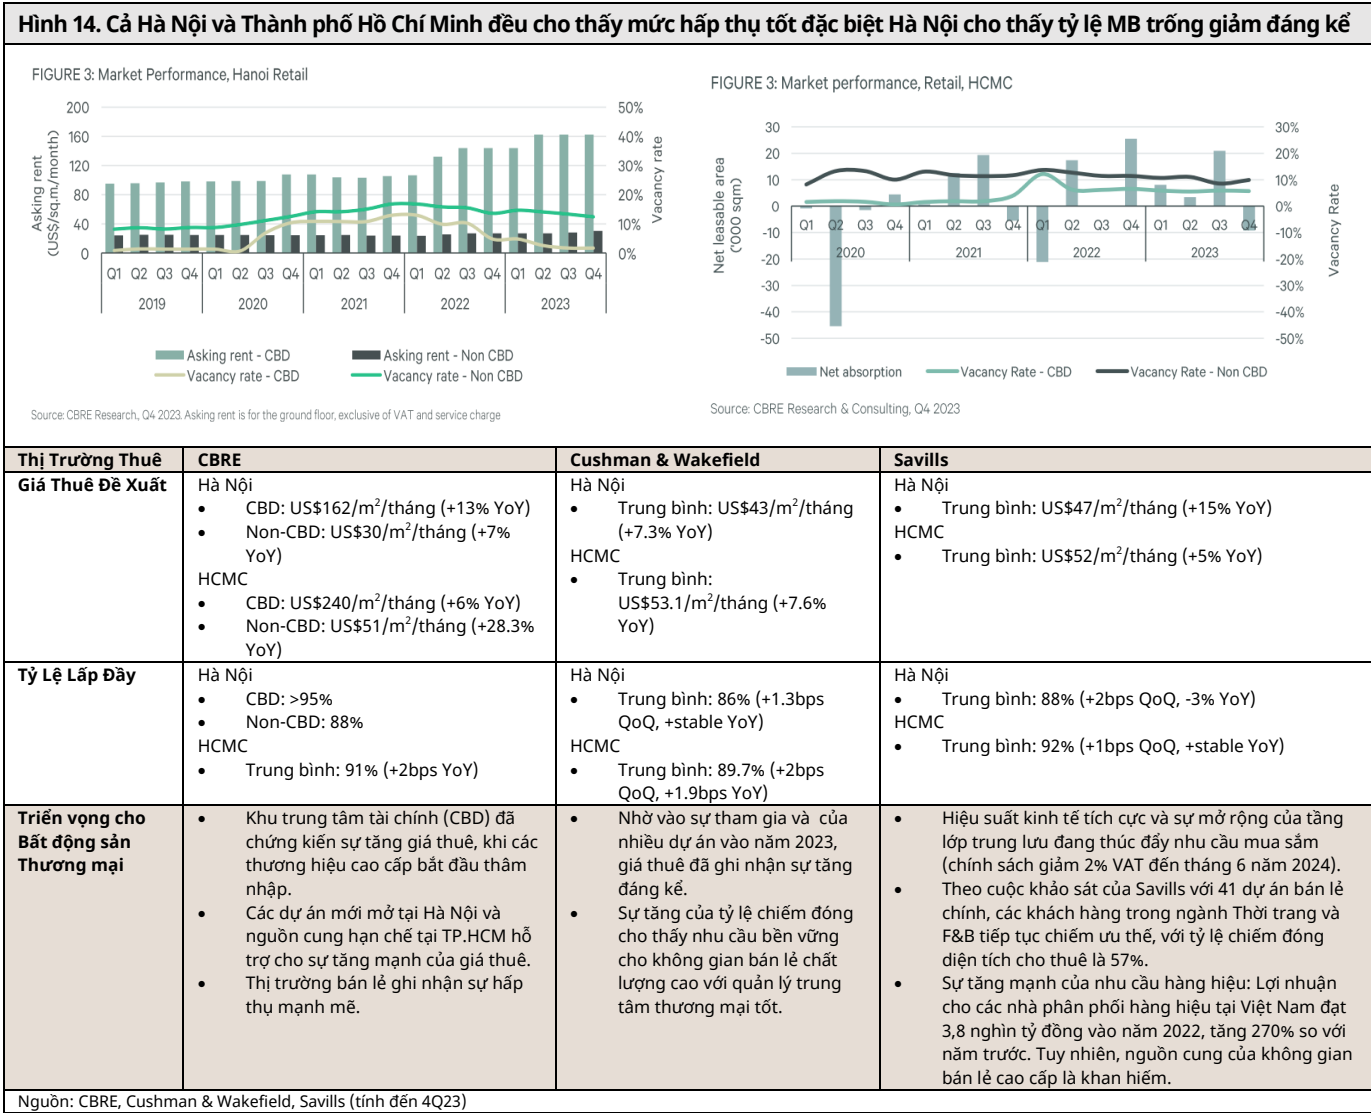 Hình 14. Cả Hà Nội và Thành phố Hồ Chí Minh đều cho thấy mức hấp thụ tốt đặc biệt Hà Nội cho thấy tỷ lệ MB trống giảm đáng kể
FIGURE 3: Market Performance, Hanoi Retail
200
160
120
80
40
0
Asking rent
(US$/sq.m./month)
50%
40%
30%
20%
10%
0%
Vacancy rate
Q1 Q2 Q3 Q4 Q1 Q2 Q3 Q4 Q1 Q2 Q3 Q4 Q1 Q2 Q3 Q4 Q1 Q2 Q3 Q4
2019 2020 2021 2022 2023
Asking rent - CBD
Asking rent - Non CBD
Vacancy rate - CBD
Vacancy rate - Non CBD
Source: CBRE Research., Q4 2023. Asking rent is for the ground floor, exclusive of VAT and service charge
FIGURE 3: Market performance, Retail, HCMC
30
20
10
0
-10
-20
-30
-40
-50
Net leasable area
('000 sqm)
30%
20%
10%
0%
-10%
-20%
-30%
-40%
-50%
Vacancy Rate
Q1 Q2 Q3 Q4 Q1 Q2 Q3 Q4 Q1 Q2 Q3 Q4 Q1 Q2 Q3 Q4
2020 2021 2022 2023
Net absorption
Vacancy Rate - CBD
Vacancy Rate - Non CBD
Source: CBRE Research & Consulting, Q4 2023
Thị Trường Thuê
CBRE
Cushman & Wakefield
Savills
Giá Thuê Đề Xuất
Hà Nội
• CBD: US$162/m²/tháng (+13% YoY)
• Non-CBD: US$30/m²/tháng (+7%
YoY)
HCMC
• CBD: US$240/m²/tháng (+6% YoY)
• Non-CBD: US$51/m²/tháng (+28.3%
YoY)
Hà Nội
• Trung bình: US$43/m²/tháng
(+7.3% YoY)
HCMC
• Trung bình:
US$53.1/m²/tháng (+7.6%
YoY)
Hà Nội
• Trung bình: US$47/m²/tháng (+15% YoY)
HCMC
• Trung bình: US$52/m²/tháng (+5% YoY)
Tỷ Lệ Lấp Đầy
Hà Nội
• CBD: >95%
• Non-CBD: 88%
HCMC
• Trung bình: 91% (+2bps YoY)
Hà Nội
• Trung bình: 86% (+1.3bps
QoQ, +stable YoY)
HCMC
• Trung bình: 89.7% (+2bps
QoQ, +1.9bps YoY)
Hà Nội
• Trung bình: 88% (+2bps QoQ, -3% YoY)
HCMC
• Trung bình: 92% (+1bps QoQ, +stable YoY)
Triển vọng cho
Bất động sản
Thương mại
• Khu trung tâm tài chính (CBD) đã
chứng kiến sự tăng giá thuê, khi các
thương hiệu cao cấp bắt đầu thâm
nhập.
• Các dự án mới mở tại Hà Nội và
nguồn cung hạn chế tại TP.HCM hỗ
trợ cho sự tăng mạnh của giá thuê.
• Thị trường bán lẻ ghi nhận sự hấp
thụ mạnh mẽ.
• Nhờ vào sự tham gia và của
nhiều dự án vào năm 2023,
giá thuê đã ghi nhận sự tăng
đáng kể.
• Sự tăng của tỷ lệ chiếm đóng
cho thấy nhu cầu bền vững
cho không gian bán lẻ chất
lượng cao với quản lý trung
tâm thương mại tốt.
• Hiệu suất kinh tế tích cực và sự mở rộng của tầng
lớp trung lưu đang thúc đẩy nhu cầu mua sắm
(chính sách giảm 2% VAT đến tháng 6 năm 2024).
• Theo cuộc khảo sát của Savills với 41 dự án bán lẻ
chính, các khách hàng trong ngành Thời trang và
F&B tiếp tục chiếm ưu thế, với tỷ lệ chiếm đóng
diện tích cho thuê là 57%.
• Sự tăng mạnh của nhu cầu hàng hiệu: Lợi nhuận
cho các nhà phân phối hàng hiệu tại Việt Nam đạt
3,8 nghìn tỷ đồng vào năm 2022, tăng 270% so với
năm trước. Tuy nhiên, nguồn cung của không gian
bán lẻ cao cấp là khan hiếm.
Nguồn: CBRE, Cushman & Wakefield, Savills (tính đến 4Q23)